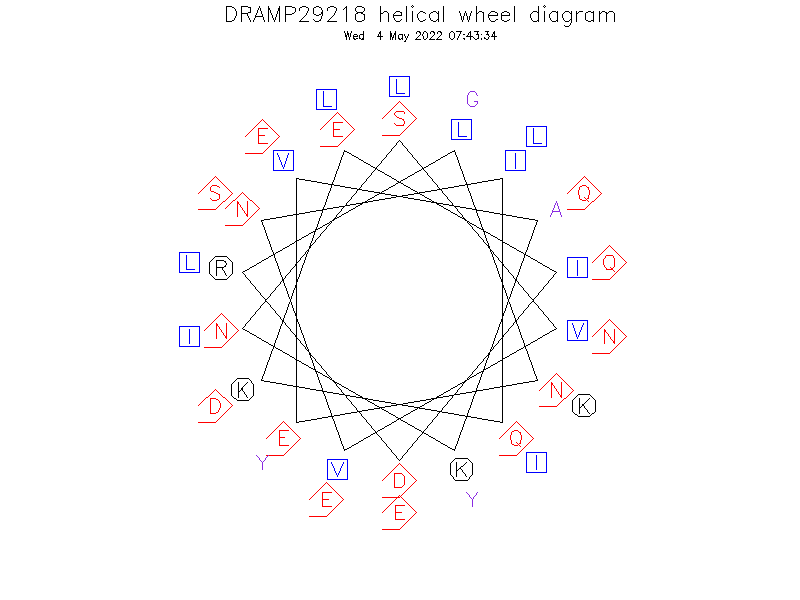 DRAMP29218 helical wheel diagram
Wed 4 May 2022 07:43:34
L
L G
S
E L L
E
V I
S N A Q
L R I Q
I N V N
D K N K
E Q
Y V K I
E D Y
E